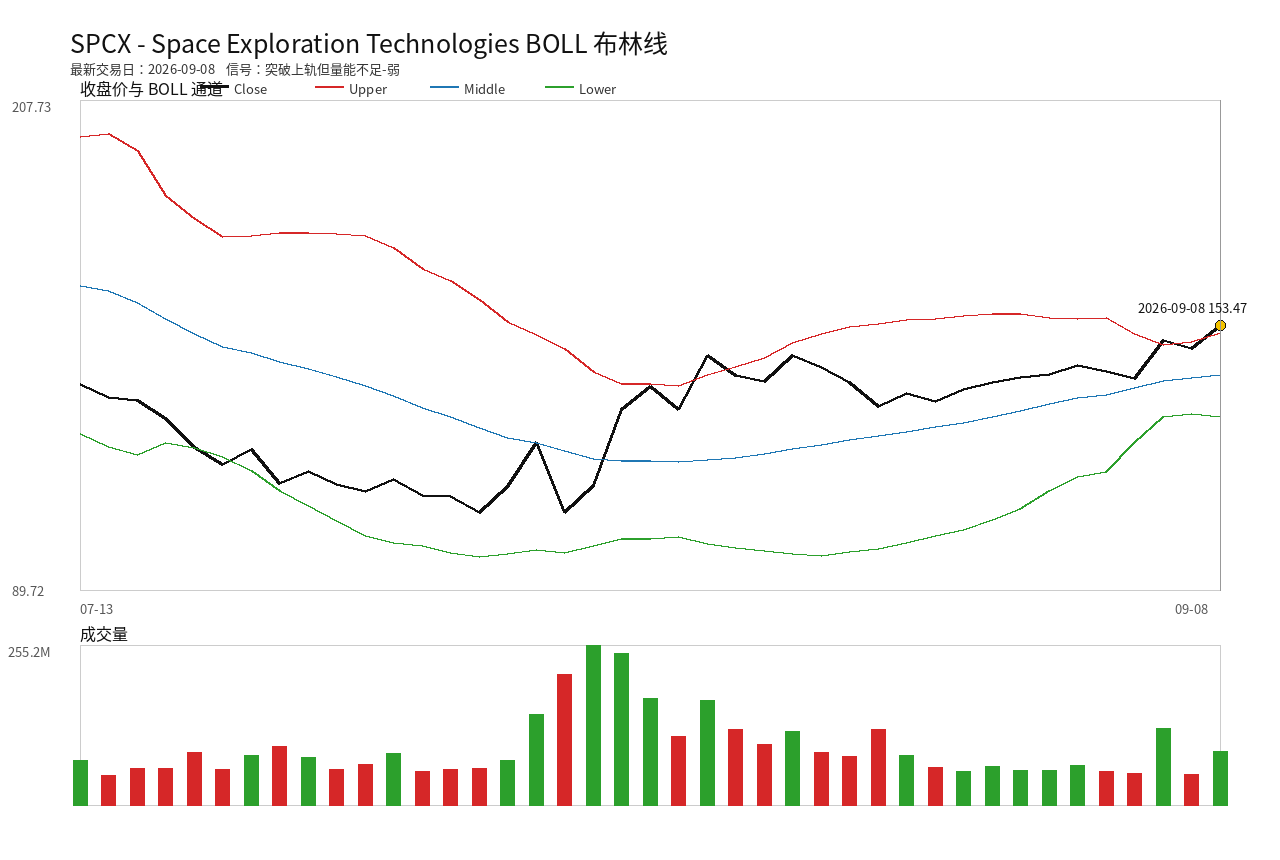 SPCX - Space Exploration Technologies BOLL 布林线
最新交易日：2026-09-08 信号：突破上轨但量能不足-弱
收盘价与 BOLL 通道 Close Upper Middle Lower
207.73
2026-09-08 153.47
89.72
07-13 09-08
成交量
255.2M